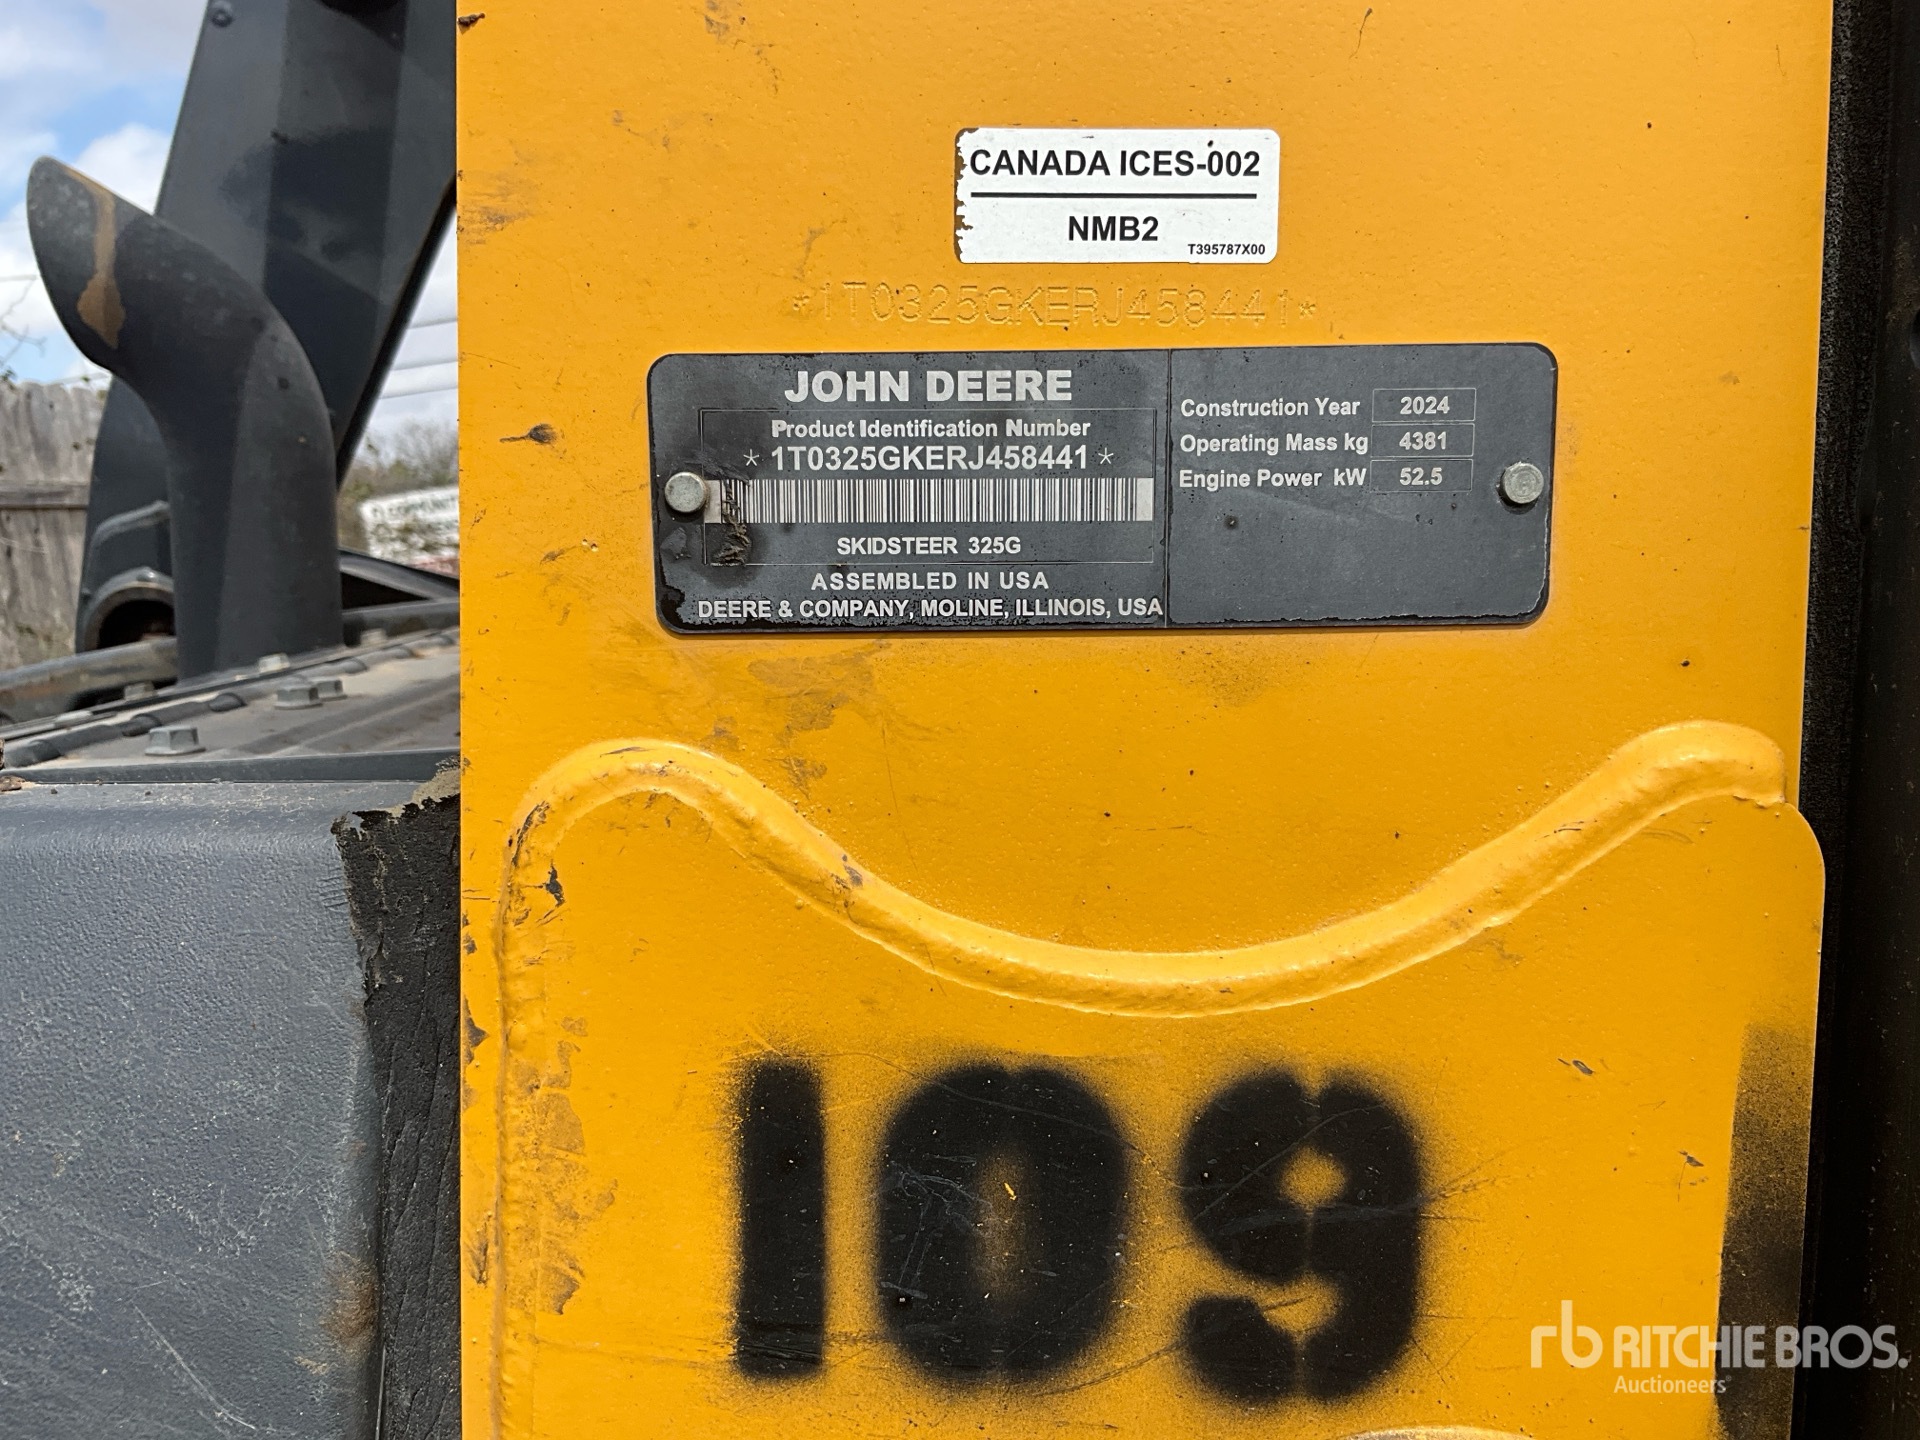 CANADA ICES-002
NMB2
T395787X00
*1T0325GKERJ458441*
JOHN DEERE
Product Identification Number
* 1T0325GKERJ458441 *
SKIDSTEER 325G
ASSEMBLED IN USA
DEERE & COMPANY, MOLINE, ILLINOIS, USA
Construction Year 2024
Operating Mass kg 4381
Engine Power kW 52.5
109
rb RITCHIE BROS.
Auctioneers